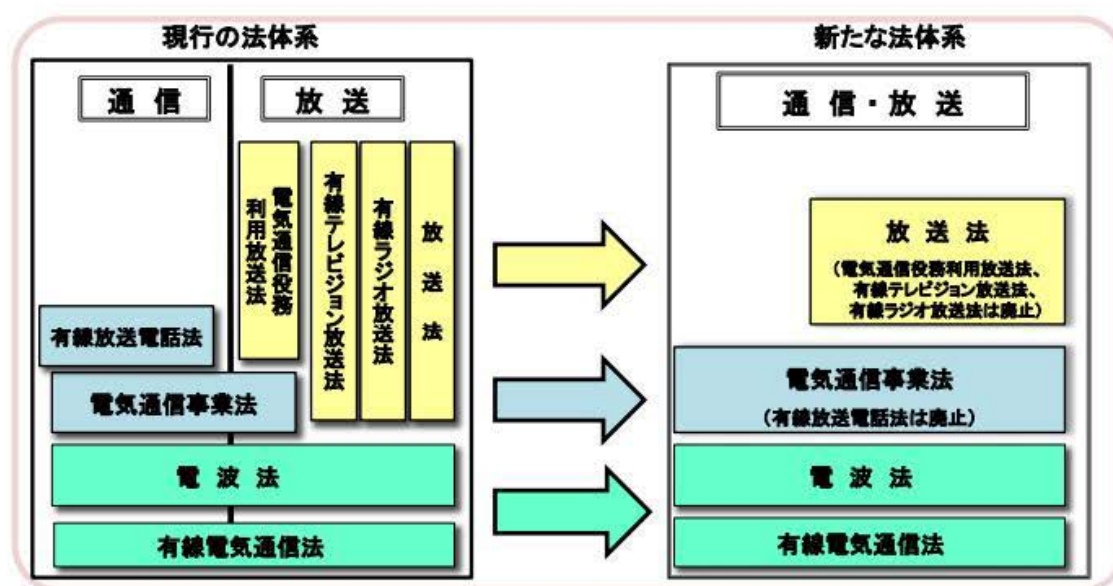 現行の法体系
通信
放送
電気通信役務
利用放送法
有線テレビジョン放送法
有線ラジオ放送法
放送法
有線放送電話法
電気通信事業法
電波法
有線電気通信法
新たな法体系
通信・放送
放送法
(電気通信役務利用放送法、
有線テレビジョン放送法、
有線ラジオ放送法は廃止)
電気通信事業法
(有線放送電話法は廃止)
電波法
有線電気通信法